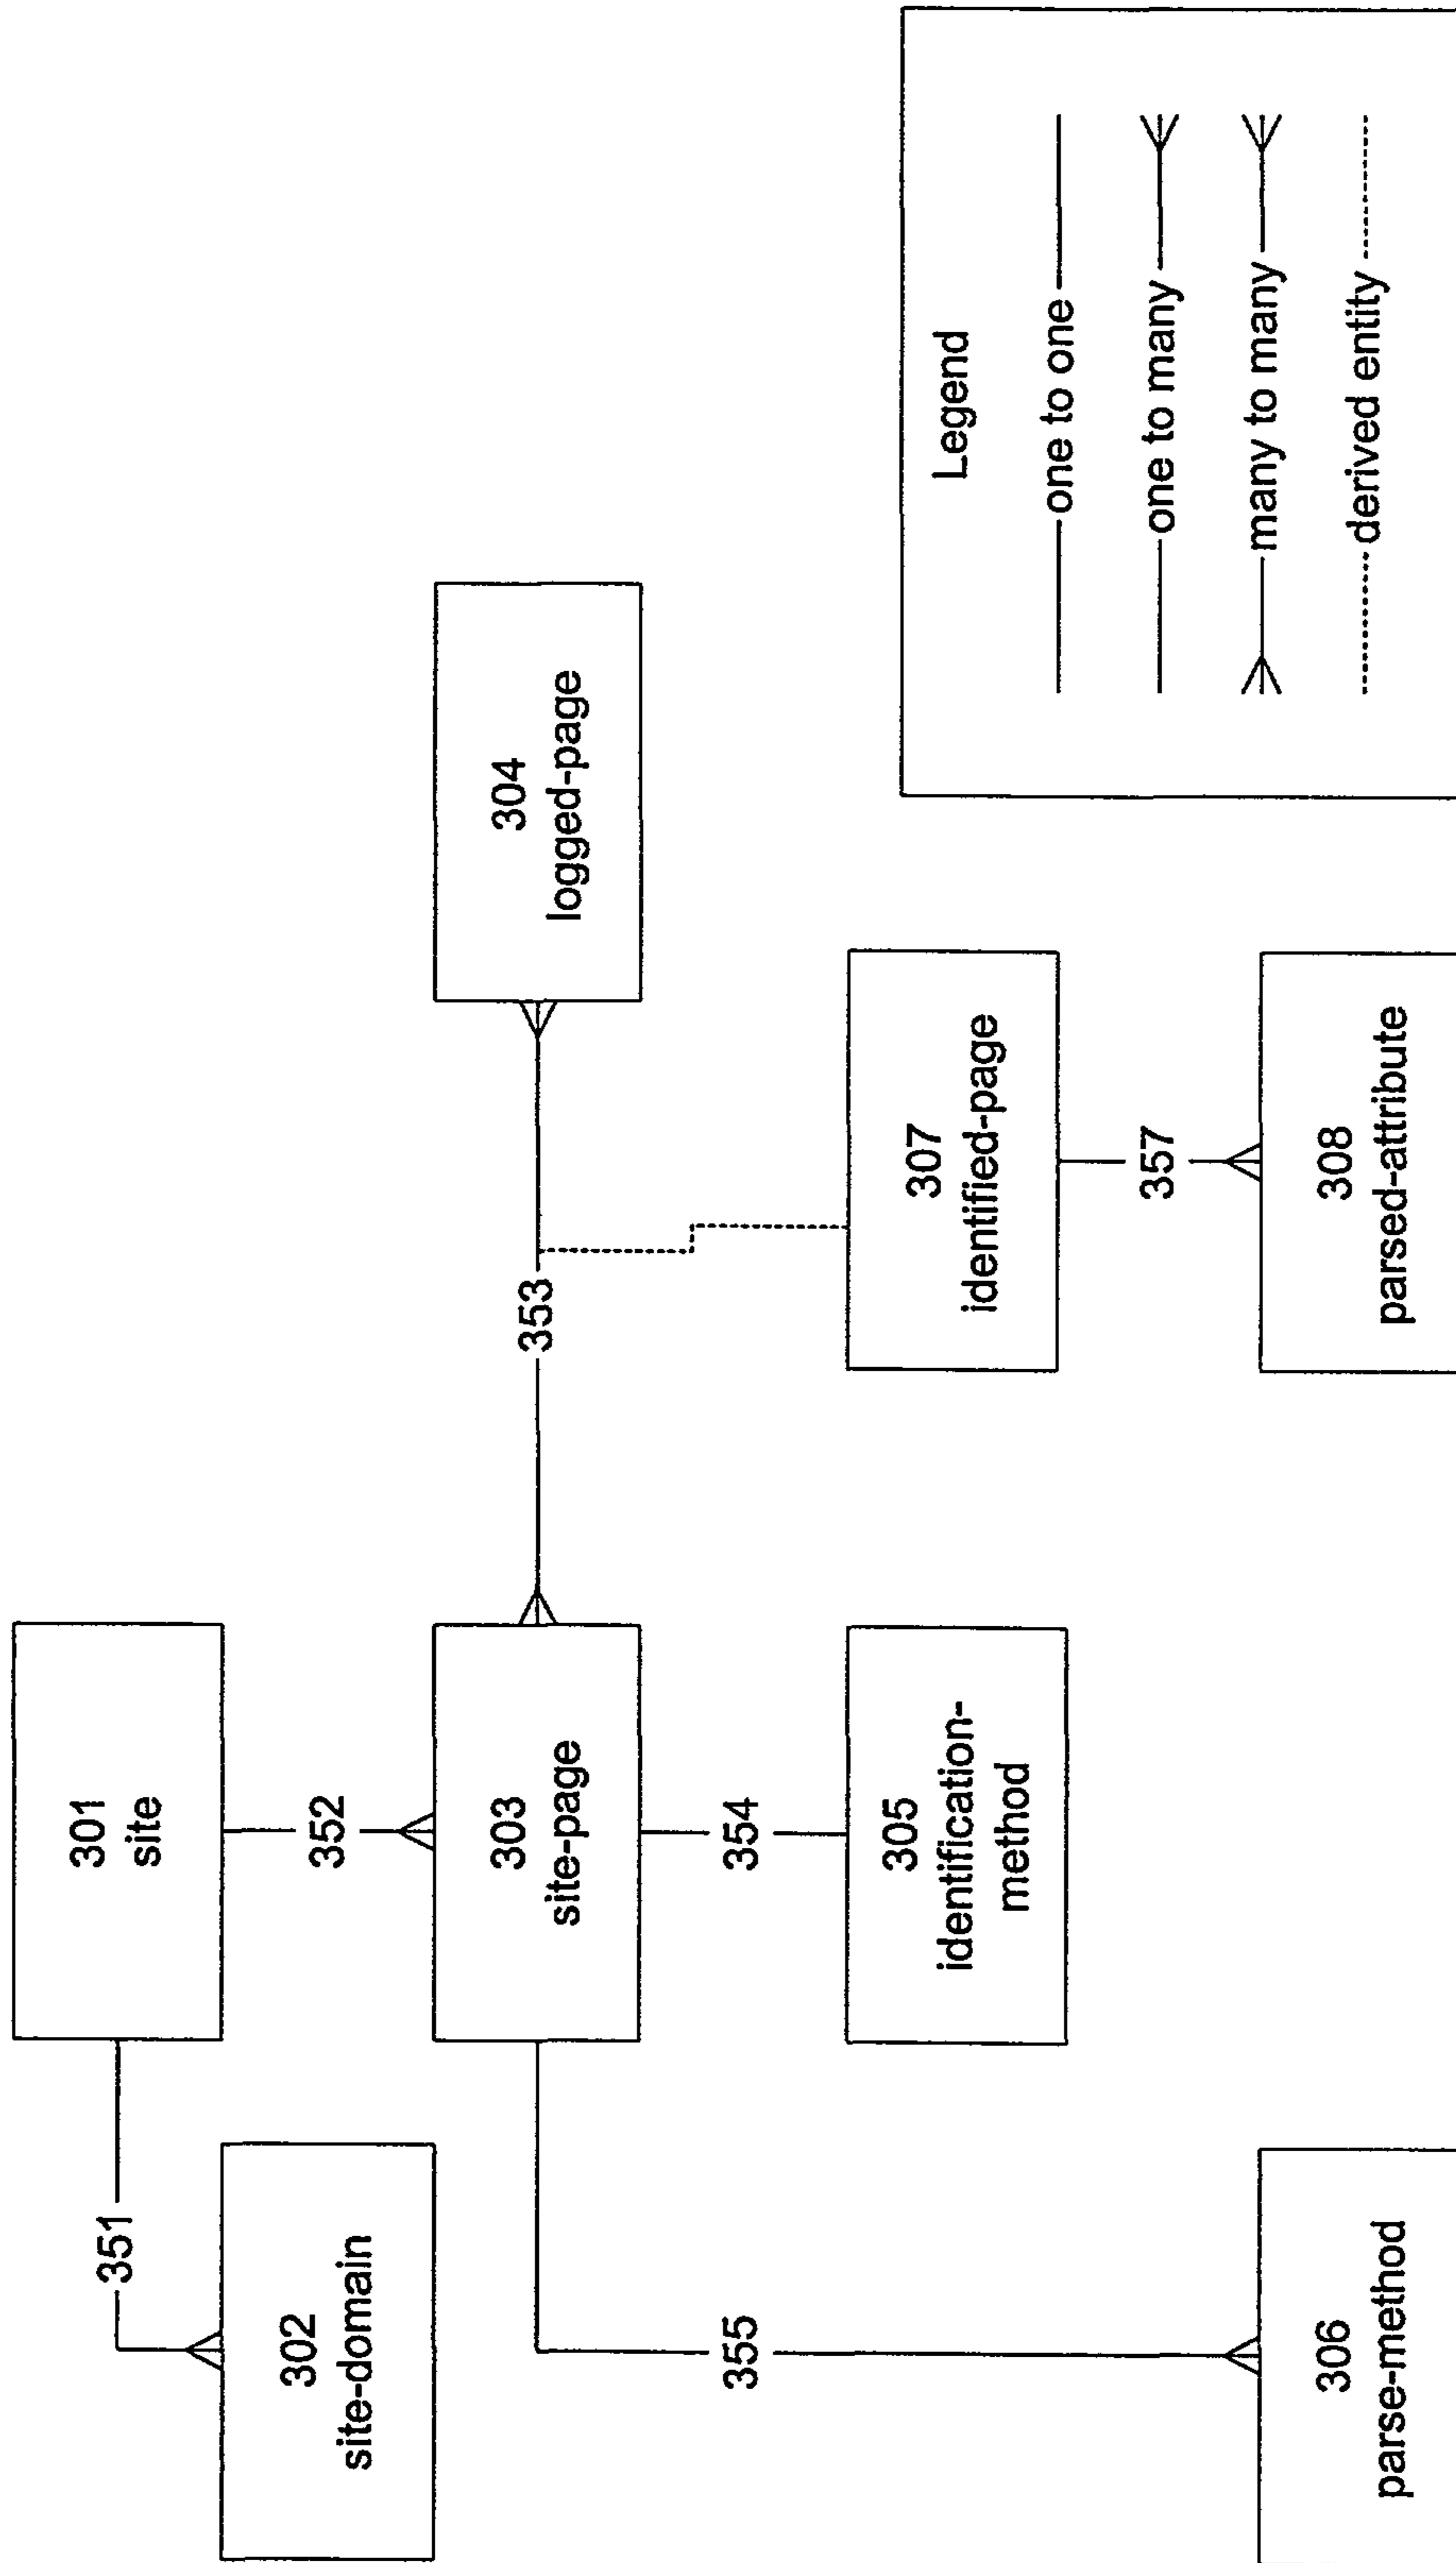 301
site
351
352
302
site-domain
303
site-page
353
304
logged-page
354
355
305
identification-
method
307
identified-page
357
306
parse-method
308
parsed-attribute
Legend
one to one
one to many
many to many
derived entity